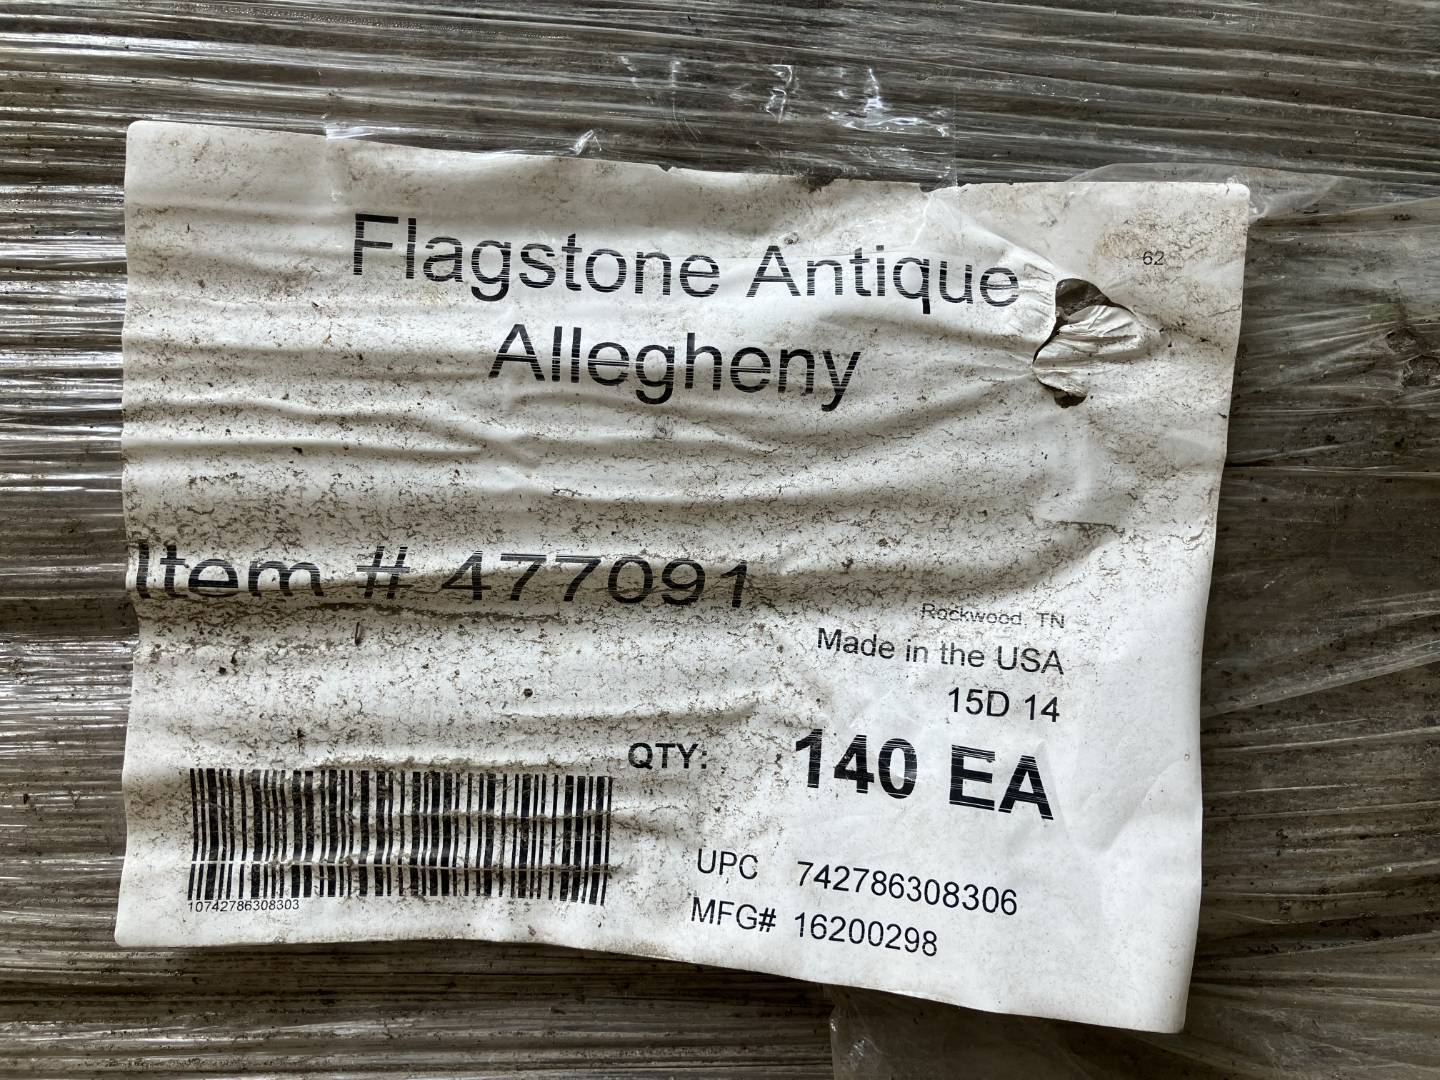 Flagstone Antique
62
Allegheny
Item # 477091
Rockwood, TN
Made in the USA
15D 14
QTY: 140 EA
UPC 742786308306
MFG# 16200298
10742786308303